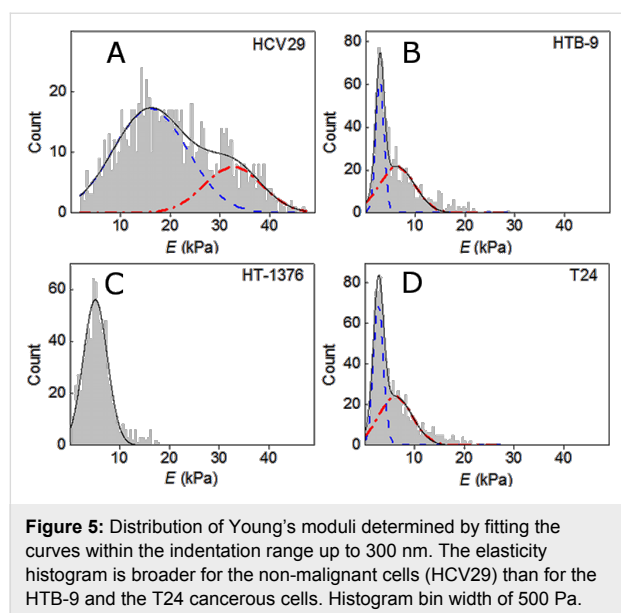 A HCV29
Count
20
10
0
10 20 30 40
E (kPa)
B HTB-9
Count
80
60
40
20
0
10 20 30 40
E (kPa)
C HT-1376
Count
60
40
20
0
10 20 30 40
E (kPa)
D T24
Count
80
60
40
20
0
10 20 30 40
E (kPa)
Figure 5: Distribution of Young’s moduli determined by fitting the
curves within the indentation range up to 300 nm. The elasticity
histogram is broader for the non-malignant cells (HCV29) than for the
HTB-9 and the T24 cancerous cells. Histogram bin width of 500 Pa.